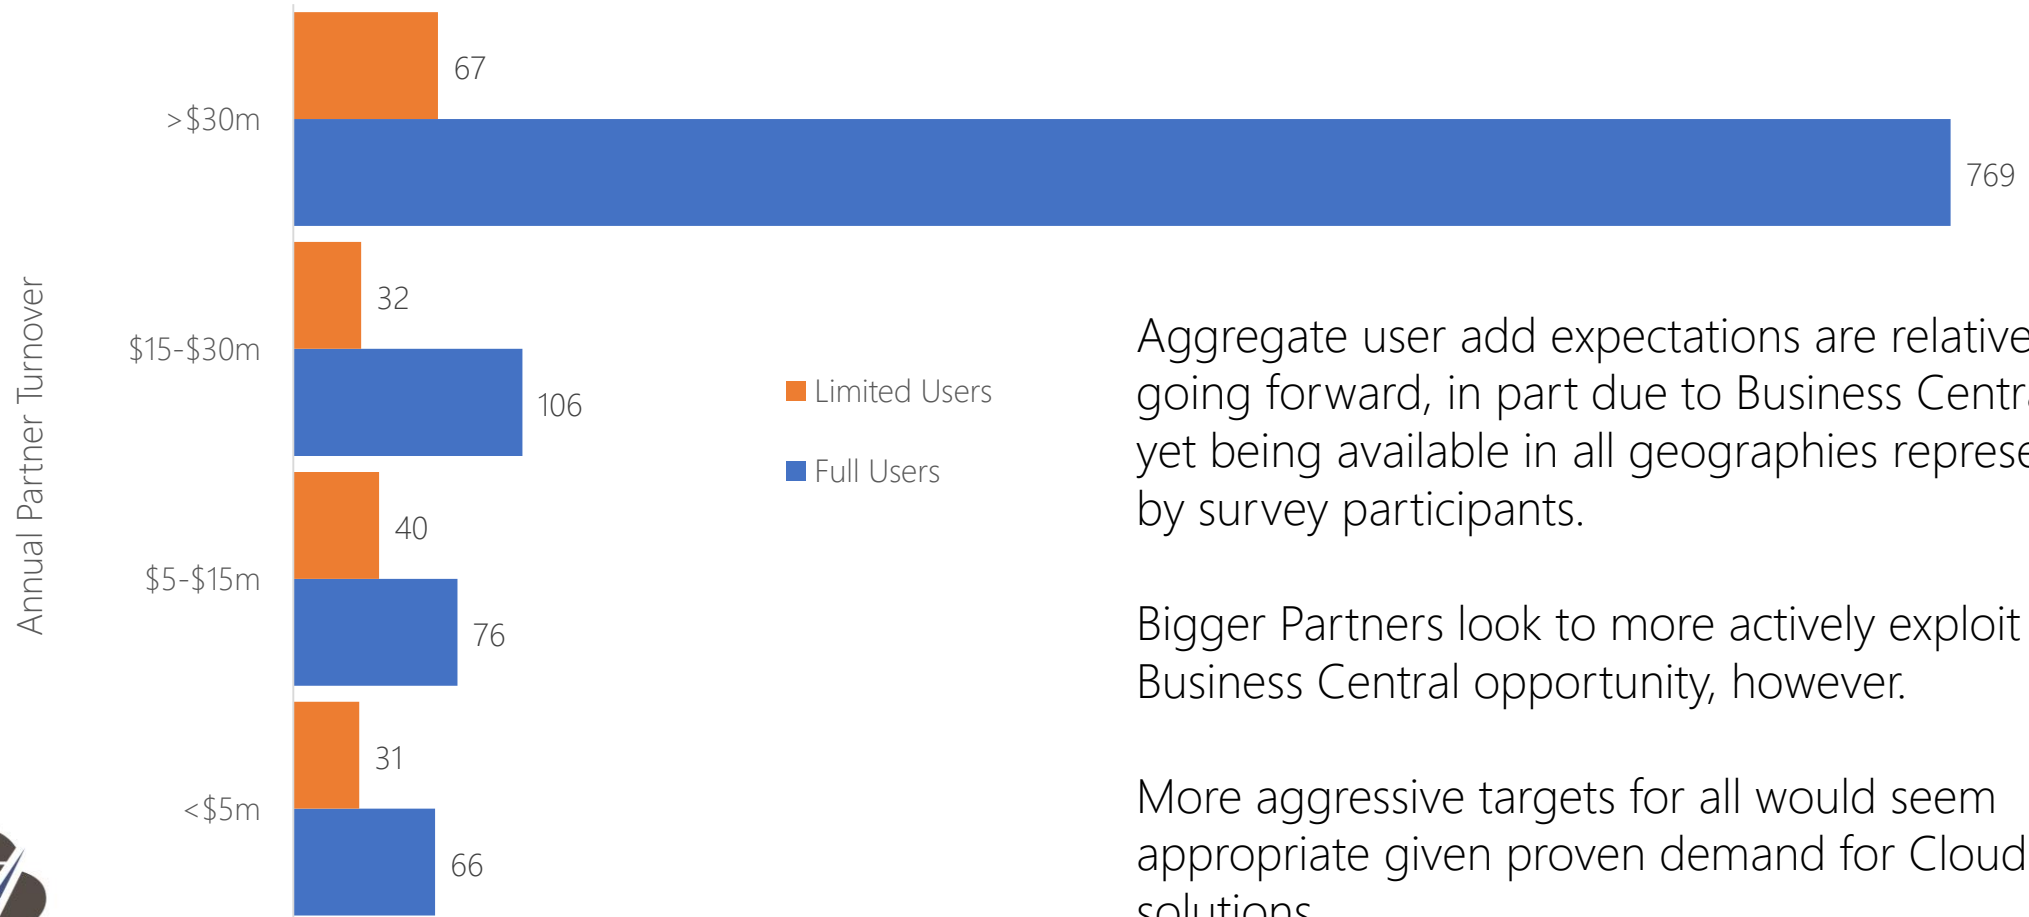 Annual Partner Turnover
>$30m
67
769
$15-$30m
32
106
$5-$15m
40
76
<$5m
31
66
Limited Users
Full Users
Aggregate user add expectations are
going forward, in part due to Business
yet being available in all geographies
by survey participants.
Bigger Partners look to more actively exploit
Business Central opportunity, however.
More aggressive targets for all would seem
appropriate given proven demand for Cloud
solutions